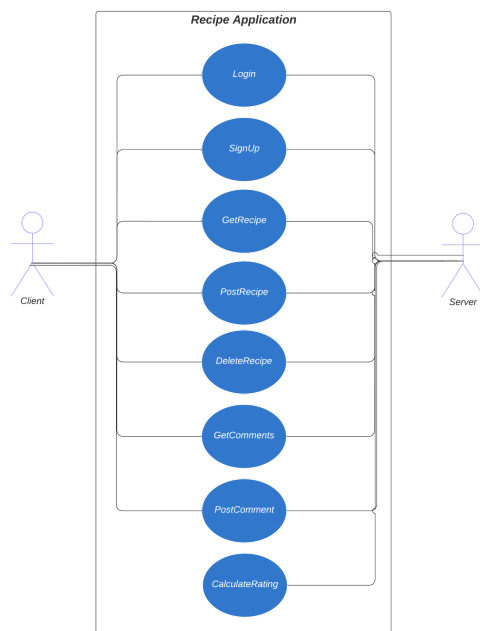 Recipe Application
Login
SignUp
GetRecipe
PostRecipe
Client
Server
DeleteRecipe
GetComments
PostComment
CalculateRating